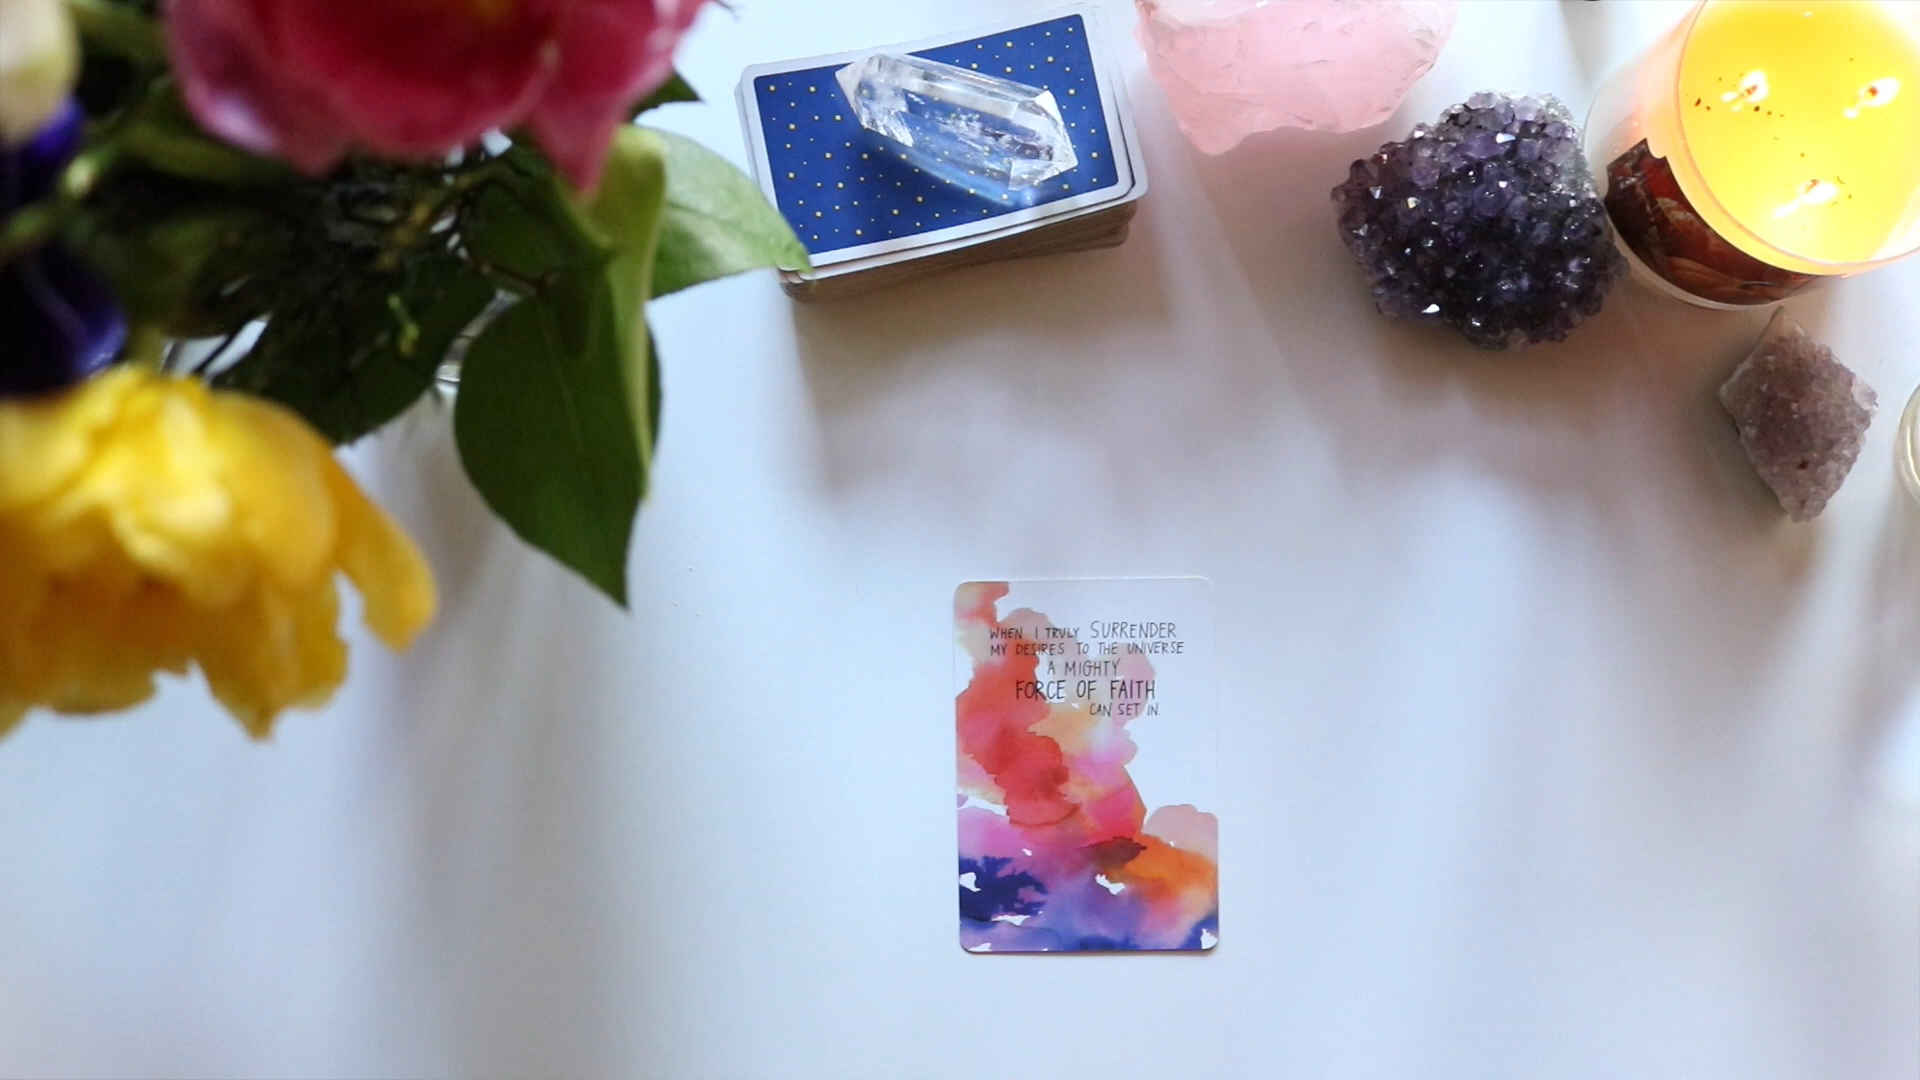 WHEN I TRULY SURRENDER
MY DESIRES TO THE UNIVERSE
A MIGHTY
FORCE OF FAITH
CAN SET IN.